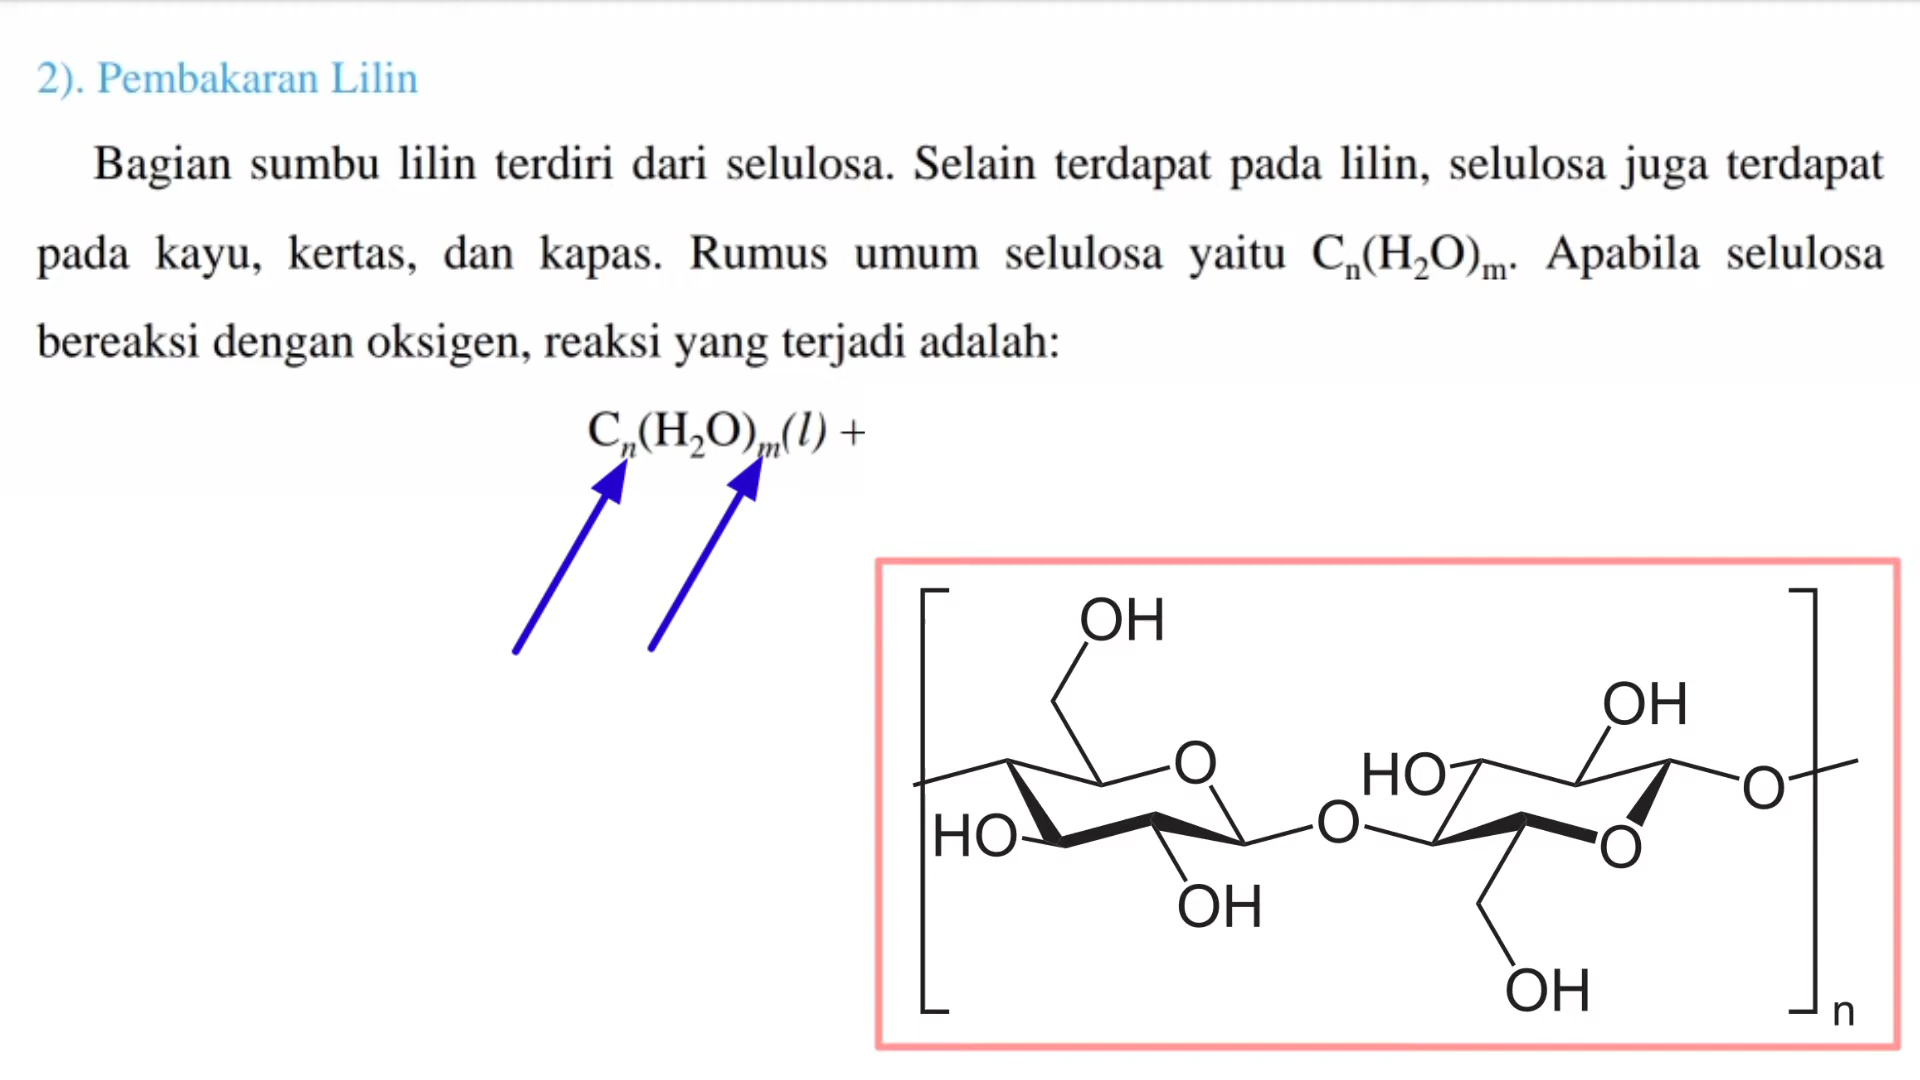 2). Pembakaran Lilin
Bagian sumbu lilin terdiri dari selulosa. Selain terdapat pada lilin, selulosa juga terdapat
pada kayu, kertas, dan kapas. Rumus umum selulosa yaitu Cₙ(H₂O)ₘ. Apabila selulosa
bereaksi dengan oksigen, reaksi yang terjadi adalah:
Cₙ(H₂O)ₘ(l) +
OH
OH
O
HO
O
O
HO
O
OH
OH
n